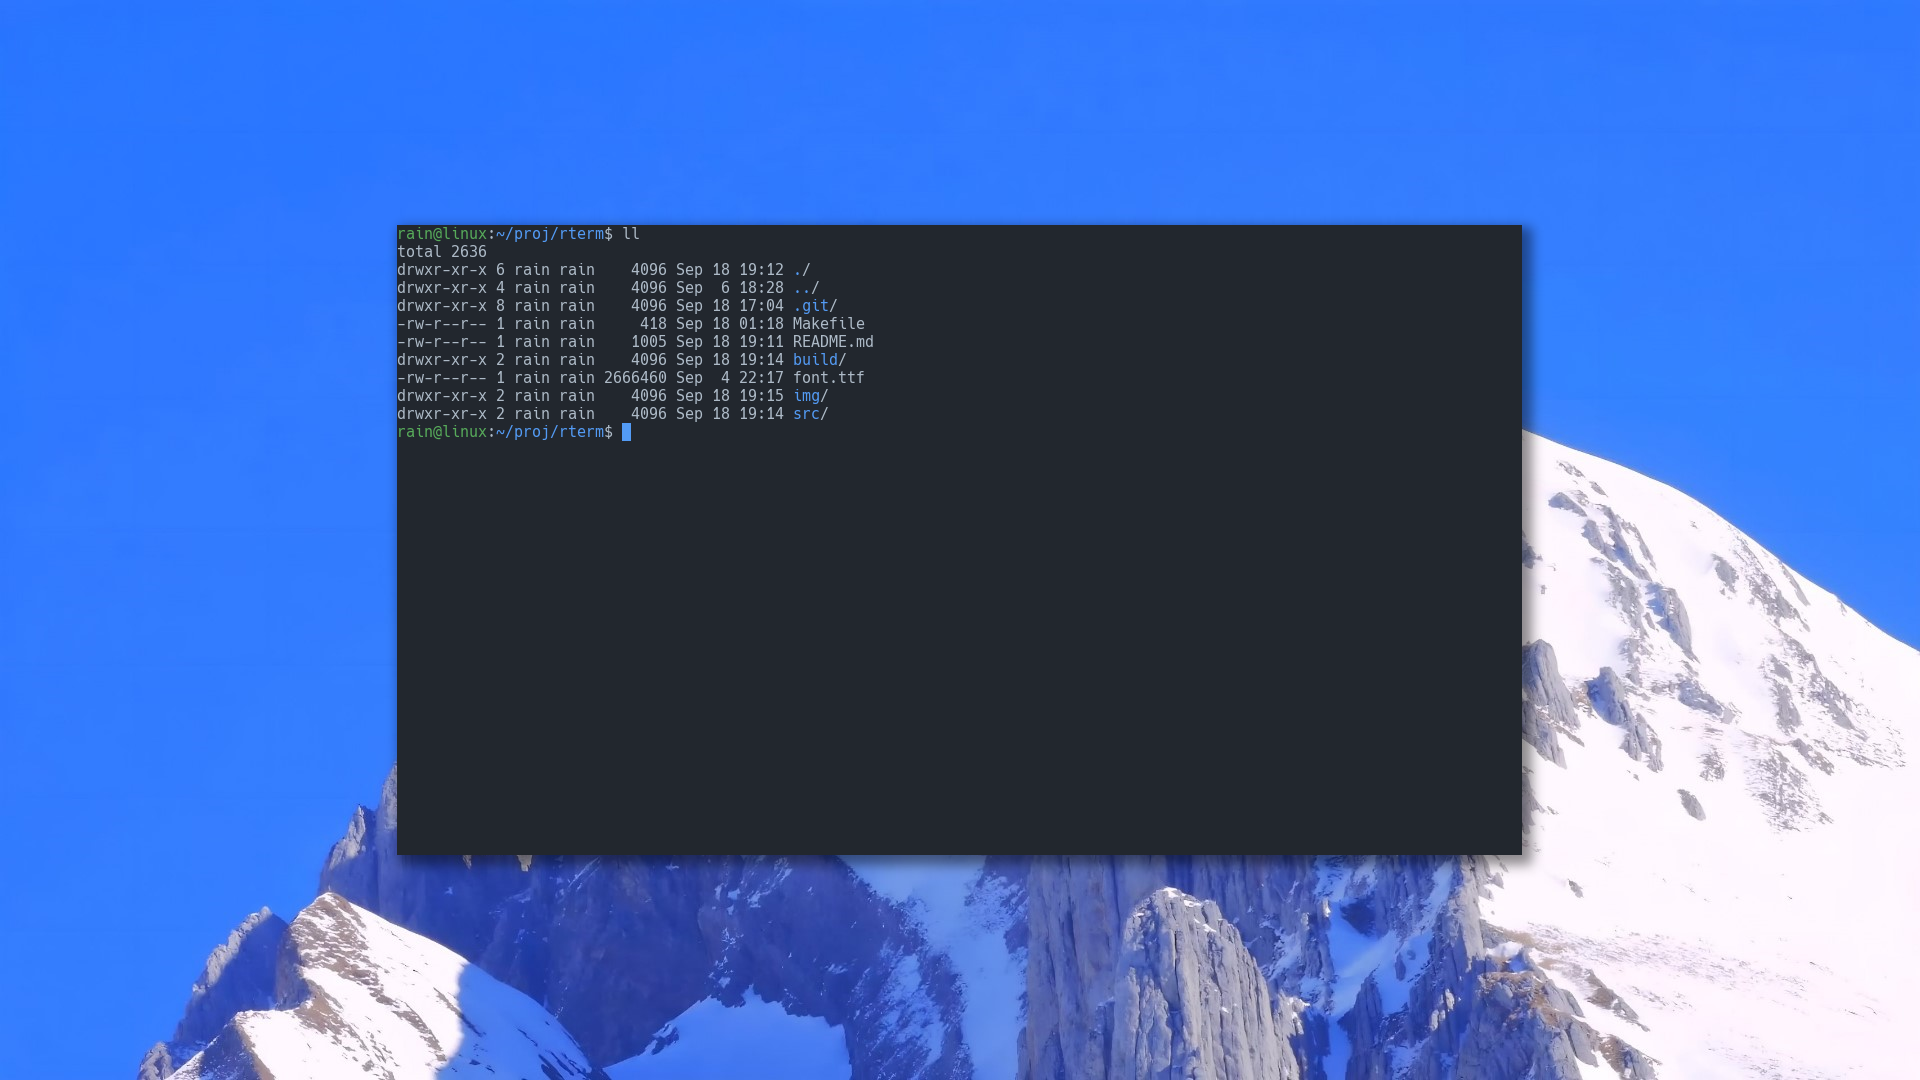 rain@linux:~/proj/rterm$ ll
total 2636
drwxr-xr-x 6 rain rain    4096 Sep 18 19:12 ./
drwxr-xr-x 4 rain rain    4096 Sep  6 18:28 ../
drwxr-xr-x 8 rain rain    4096 Sep 18 17:04 .git/
-rw-r--r-- 1 rain rain     418 Sep 18 01:18 Makefile
-rw-r--r-- 1 rain rain    1005 Sep 18 19:11 README.md
drwxr-xr-x 2 rain rain    4096 Sep 18 19:14 build/
-rw-r--r-- 1 rain rain 2666460 Sep  4 22:17 font.ttf
drwxr-xr-x 2 rain rain    4096 Sep 18 19:15 img/
drwxr-xr-x 2 rain rain    4096 Sep 18 19:14 src/
rain@linux:~/proj/rterm$